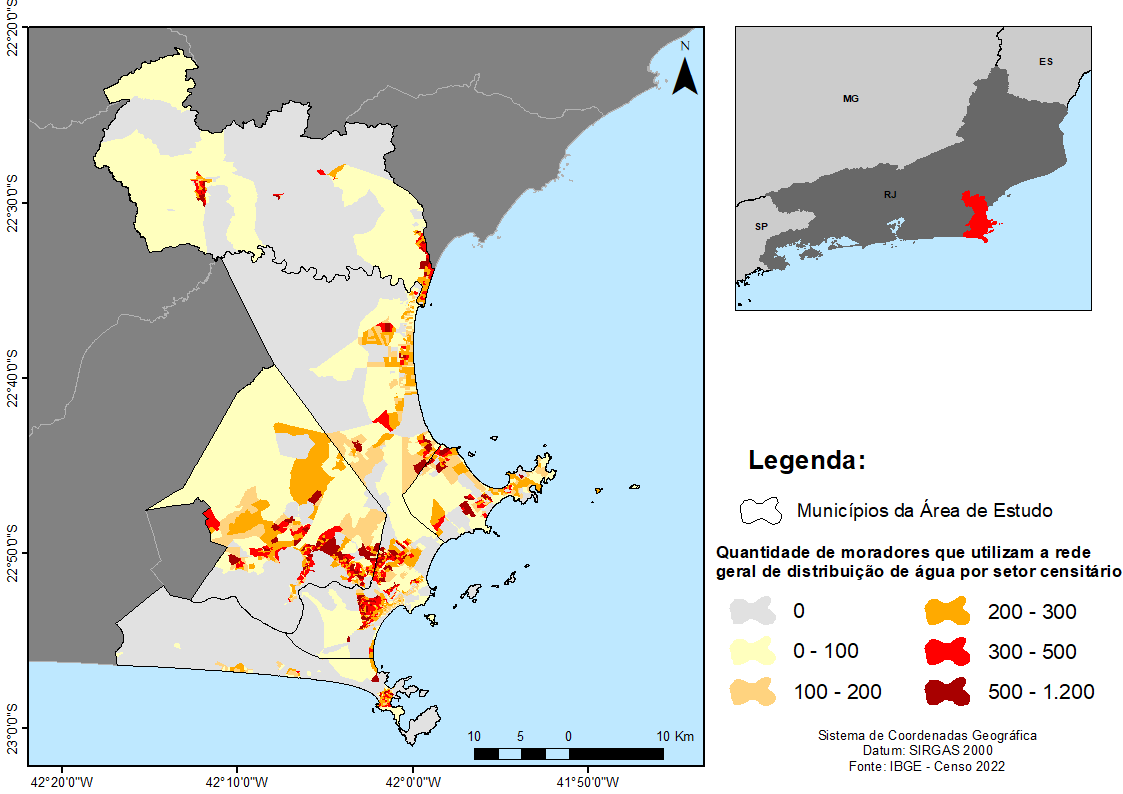 22°20'0"S
22°30'0"S
22°40'0"S
22°50'0"S
23°0'0"S
42°20'0"W
42°10'0"W
42°0'0"W
41°50'0"W
N
10 5 0 10 Km
MG
ES
RJ
SP
Legenda:
Municípios da Área de Estudo
Quantidade de moradores que utilizam a rede
geral de distribuição de água por setor censitário
0
0 - 100
100 - 200
200 - 300
300 - 500
500 - 1.200
Sistema de Coordenadas Geográfica
Datum: SIRGAS 2000
Fonte: IBGE - Censo 2022